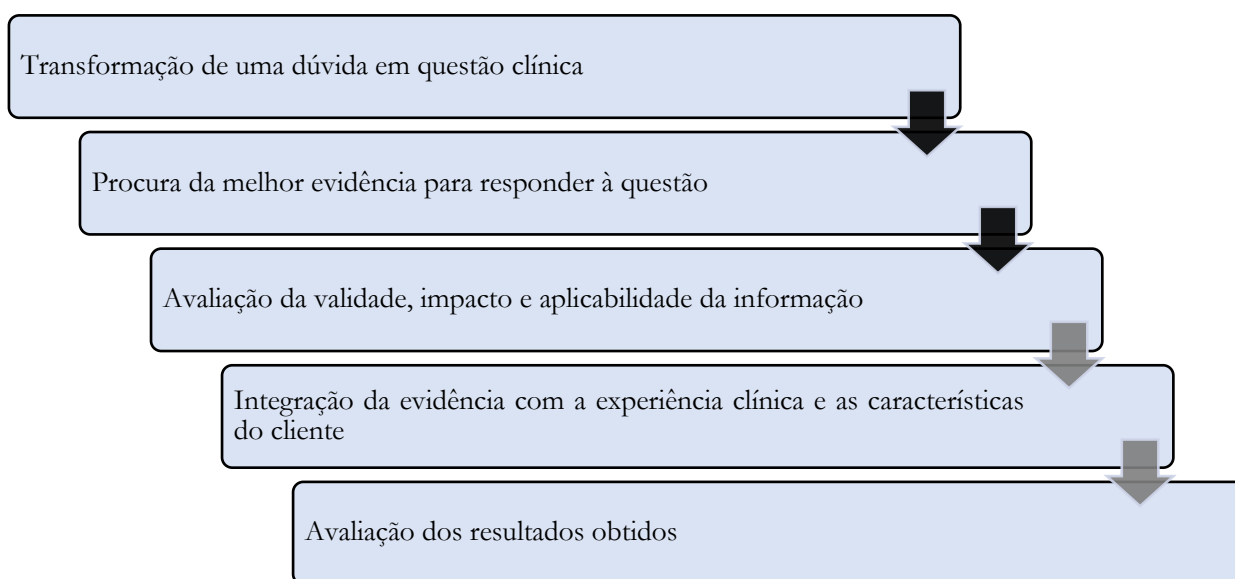 Transformação de uma dúvida em questão clínica
Procura da melhor evidência para responder à questão
Avaliação da validade, impacto e aplicabilidade da informação
Integração da evidência com a experiência clínica e as características
do cliente
Avaliação dos resultados obtidos